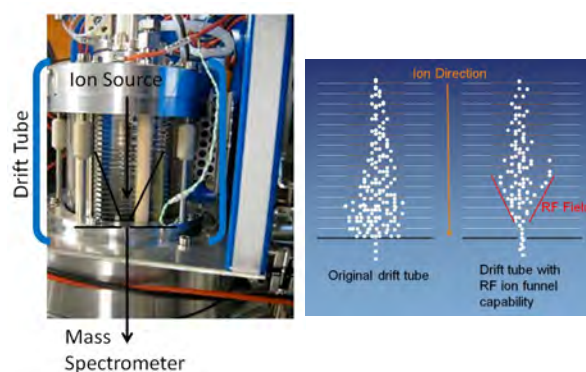 Ion Source
Drift Tube
Mass
Spectrometer
Ion Direction
RF Field
Original drift tube
Drift tube with
RF ion funnel
capability